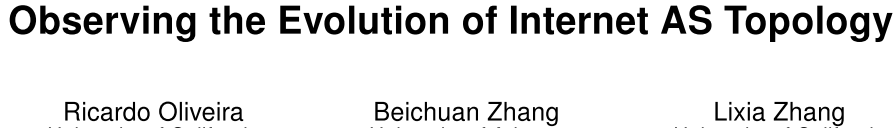 Observing the Evolution of Internet AS Topology
Ricardo Oliveira Beichuan Zhang Lixia Zhang